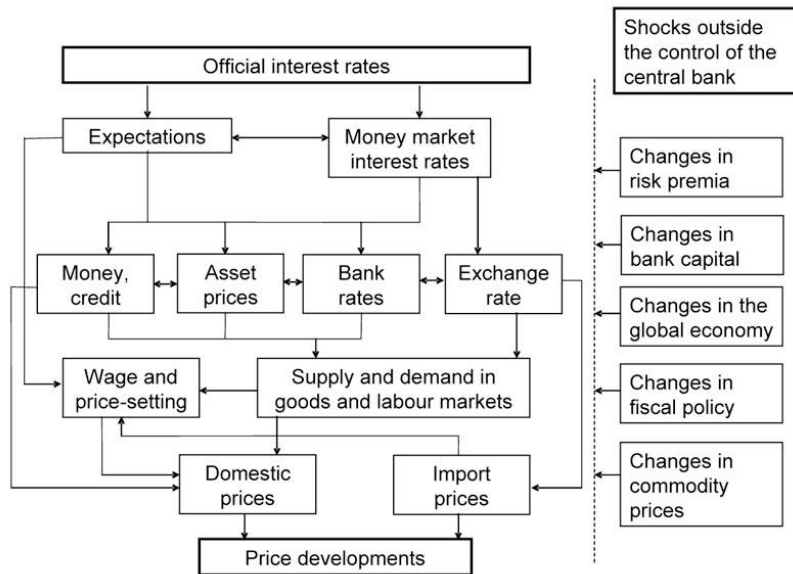 Official interest rates
Expectations
Money market
interest rates
Money,
credit
Asset
prices
Bank
rates
Exchange
rate
Wage and
price-setting
Supply and demand in
goods and labour markets
Domestic
prices
Import
prices
Price developments
Shocks outside
the control of the
central bank
Changes in
risk premia
Changes in
bank capital
Changes in the
global economy
Changes in
fiscal policy
Changes in
commodity
prices